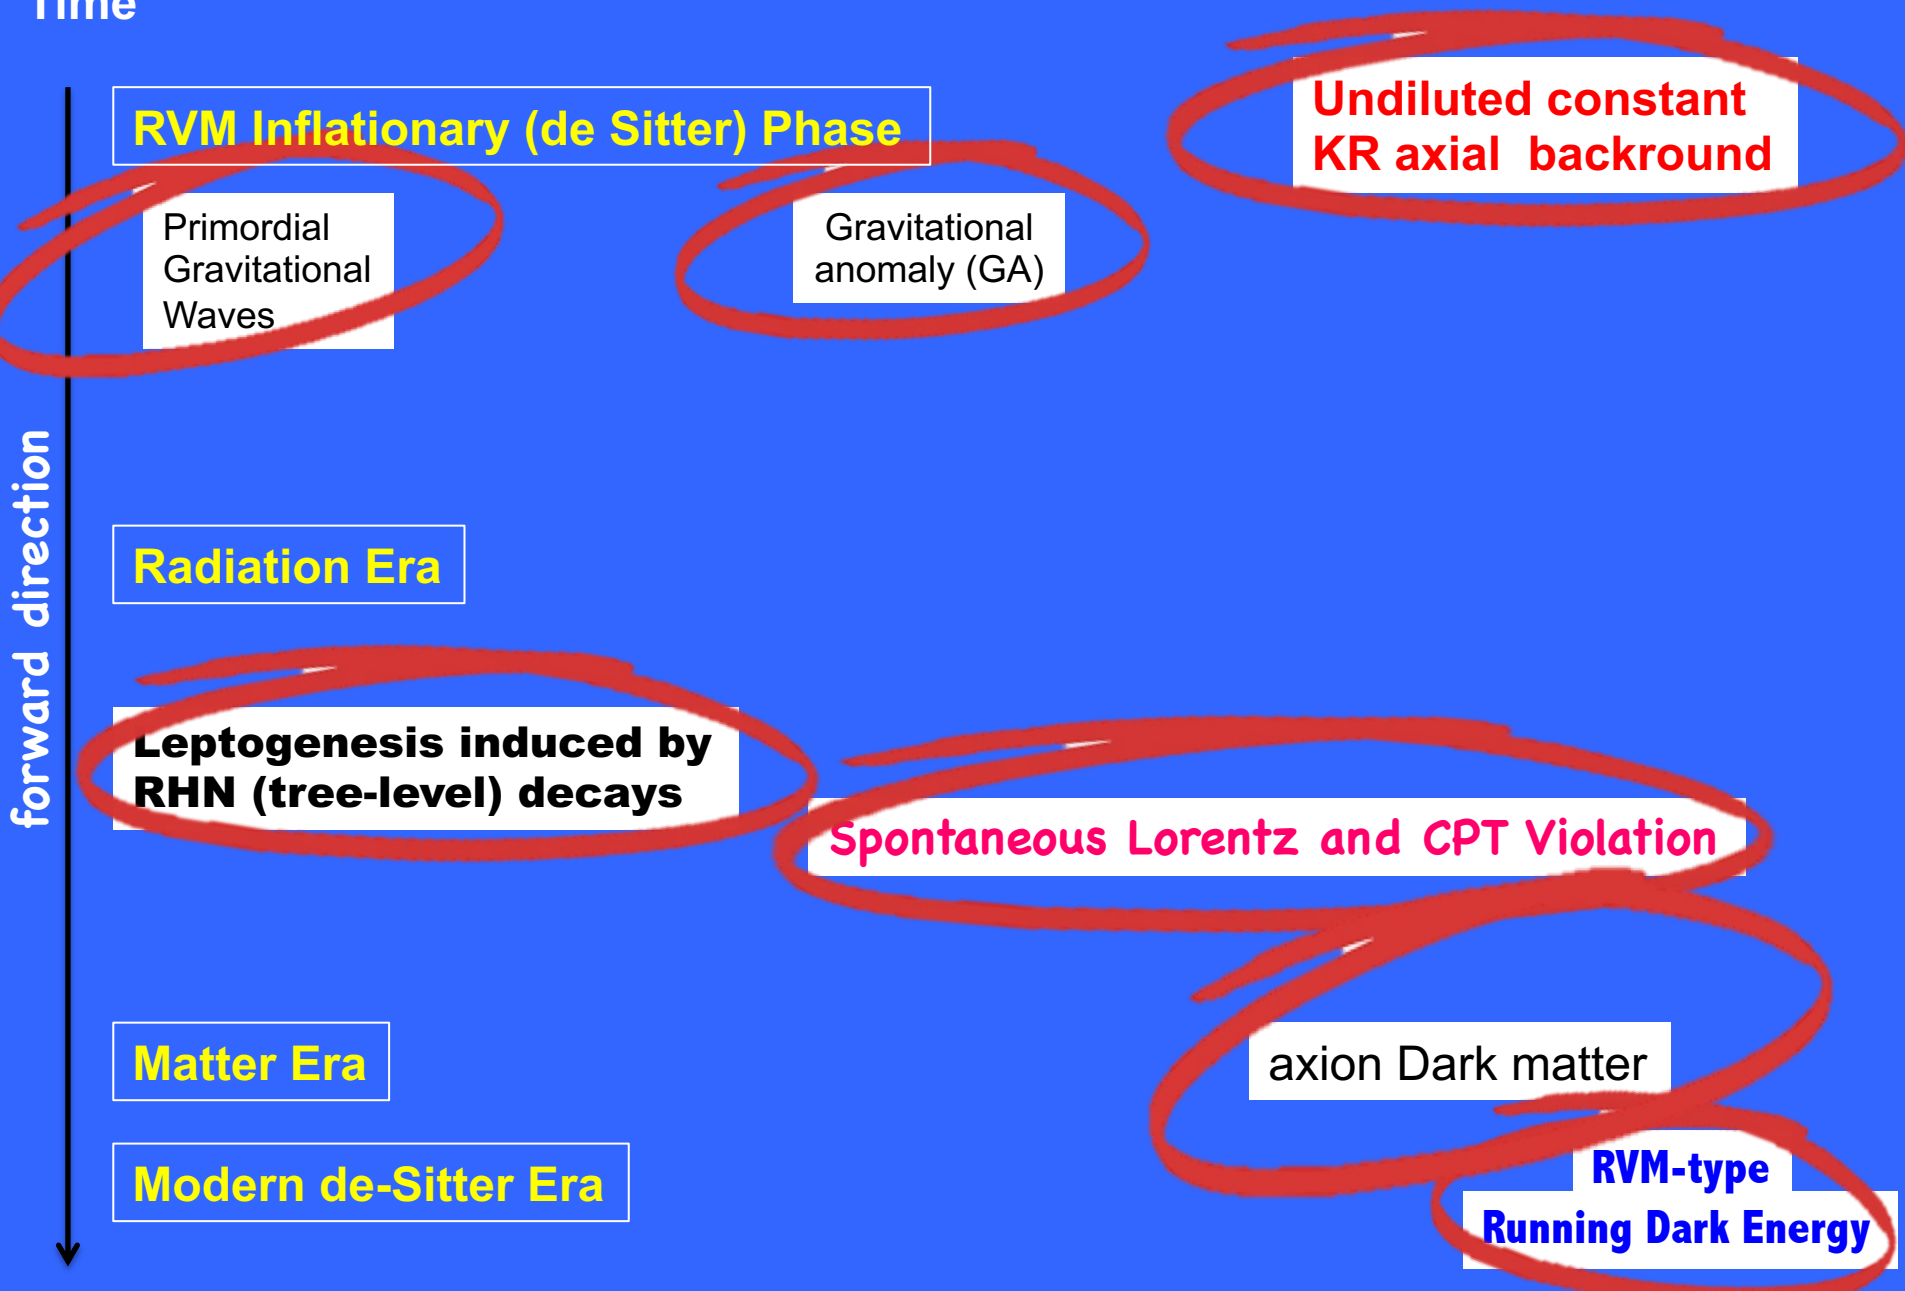 Time
RVM Inflationary (de Sitter) Phase
Undiluted constant
KR axial backround
Primordial
Gravitational
Waves
Gravitational
anomaly (GA)
forward direction
Radiation Era
Leptogenesis induced by
RHN (tree-level) decays
Spontaneous Lorentz and CPT Violation
Matter Era
axion Dark matter
Modern de-Sitter Era
RVM-type
Running Dark Energy